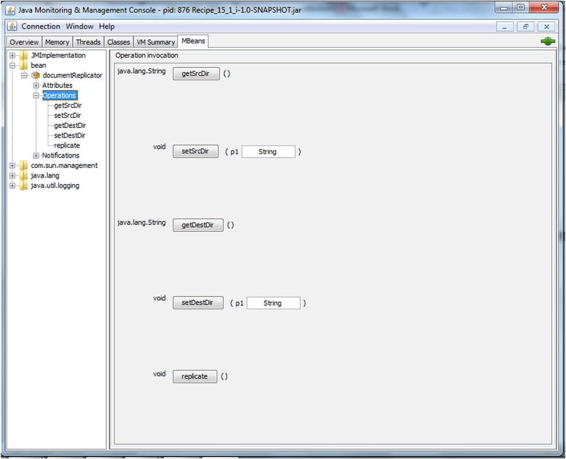 Java Monitoring & Management Console - pid: 876 Recipe_15_1_i-1.0-SNAPSHOT.jar
Connection Window Help
Overview Memory Threads Classes VM Summary MBeans
JMImplementation
bean
documentReplicator
Attributes
Operations
getSrcDir
setSrcDir
getDestDir
setDestDir
replicate
Notifications
com.sun.management
java.lang
java.util.logging
Operation invocation
java.lang.String getSrcDir ()
void setSrcDir ( p1 String )
java.lang.String getDestDir ()
void setDestDir ( p1 String )
void replicate ()